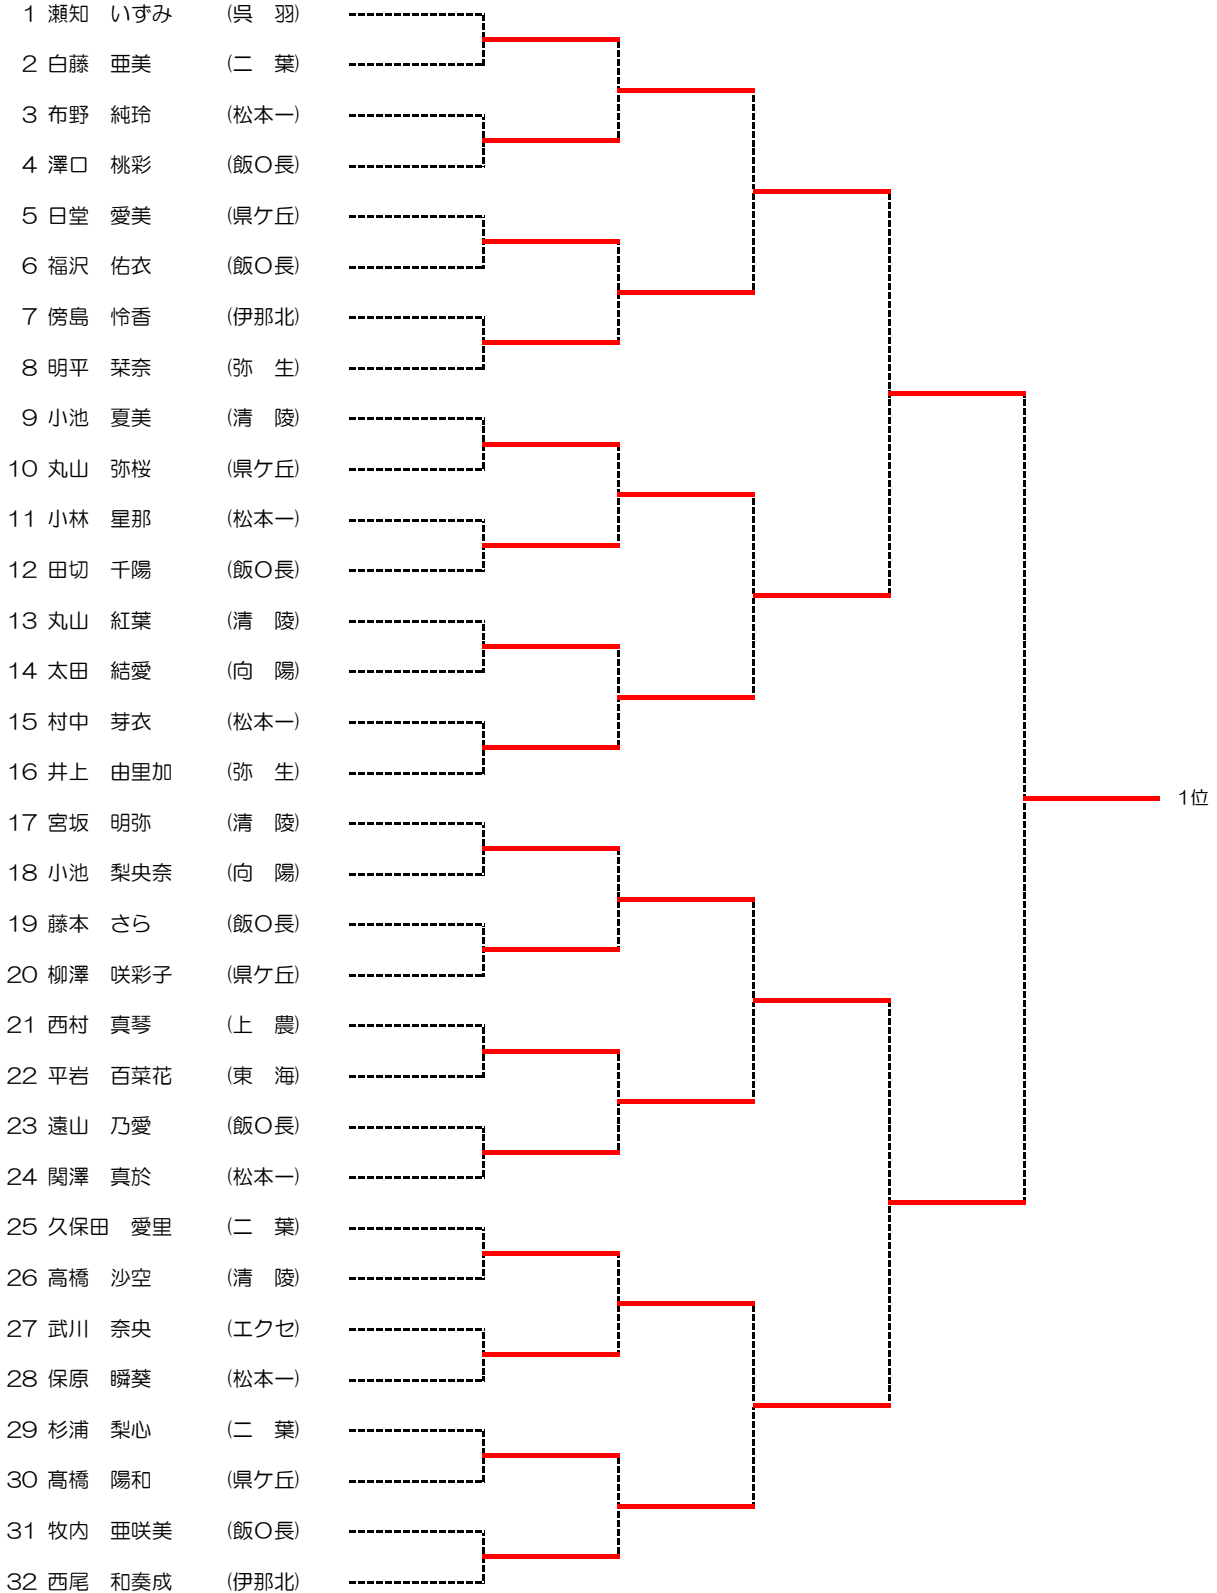 1 瀬知　いずみ　(呉　羽)
2 白藤　亜美　(二　葉)
3 布野　純玲　(松本一)
4 澤口　桃彩　(飯O長)
5 日堂　愛美　(県ケ丘)
6 福沢　佑衣　(飯O長)
7 傍島　怜香　(伊那北)
8 明平　栞奈　(弥　生)
9 小池　夏美　(清　陵)
10 丸山　弥桜　(県ケ丘)
11 小林　星那　(松本一)
12 田切　千陽　(飯O長)
13 丸山　紅葉　(清　陵)
14 太田　結愛　(向　陽)
15 村中　芽衣　(松本一)
16 井上　由里加　(弥　生)
1位
17 宮坂　明弥　(清　陵)
18 小池　梨央奈　(向　陽)
19 藤本　さら　(飯O長)
20 柳澤　咲彩子　(県ケ丘)
21 西村　真琴　(上　農)
22 平岩　百菜花　(東　海)
23 遠山　乃愛　(飯O長)
24 関澤　真於　(松本一)
25 久保田　愛里　(二　葉)
26 高橋　沙空　(清　陵)
27 武川　奈央　(エクセ)
28 保原　瞬葵　(松本一)
29 杉浦　梨心　(二　葉)
30 髙橋　陽和　(県ケ丘)
31 牧内　亜咲美　(飯O長)
32 西尾　和奏成　(伊那北)